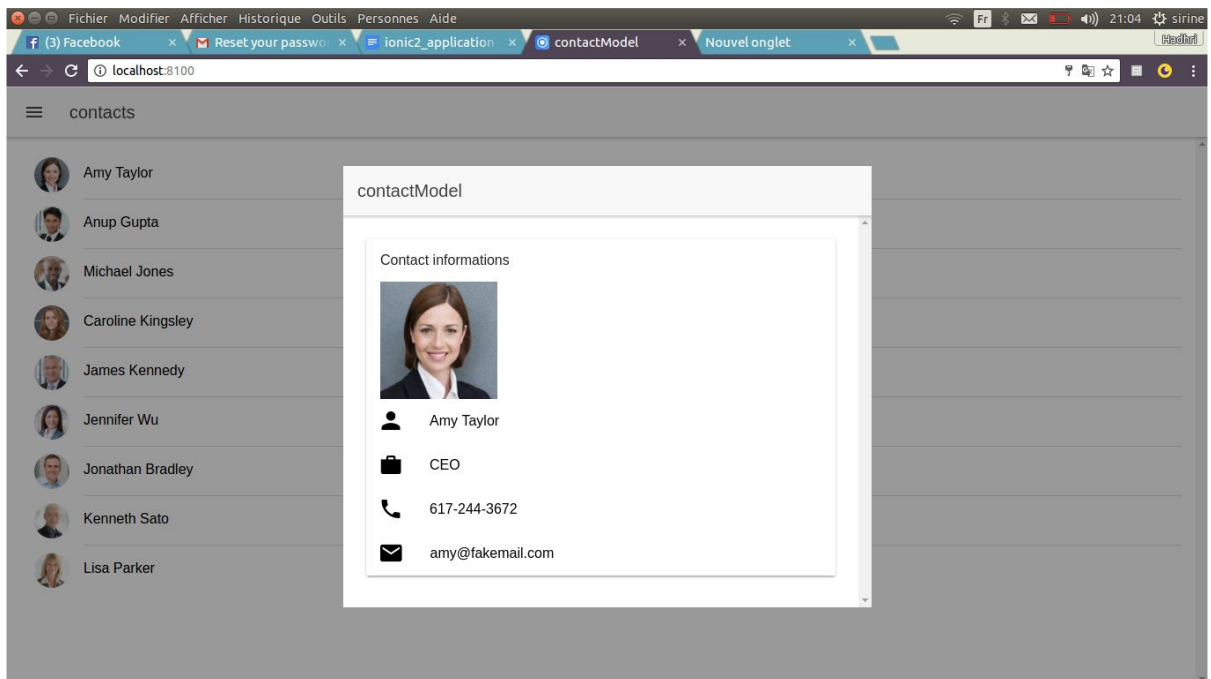 Fichier Modifier Afficher Historique Outils Personnes Aide
Fr
21:04
sirine
(3) Facebook
Reset your passwo
ionic2_application
contactModel
Nouvel onglet
Hadhri
localhost:8100
contacts
Amy Taylor
Anup Gupta
Michael Jones
Caroline Kingsley
James Kennedy
Jennifer Wu
Jonathan Bradley
Kenneth Sato
Lisa Parker
contactModel
Contact informations
Amy Taylor
CEO
617-244-3672
amy@fakemail.com